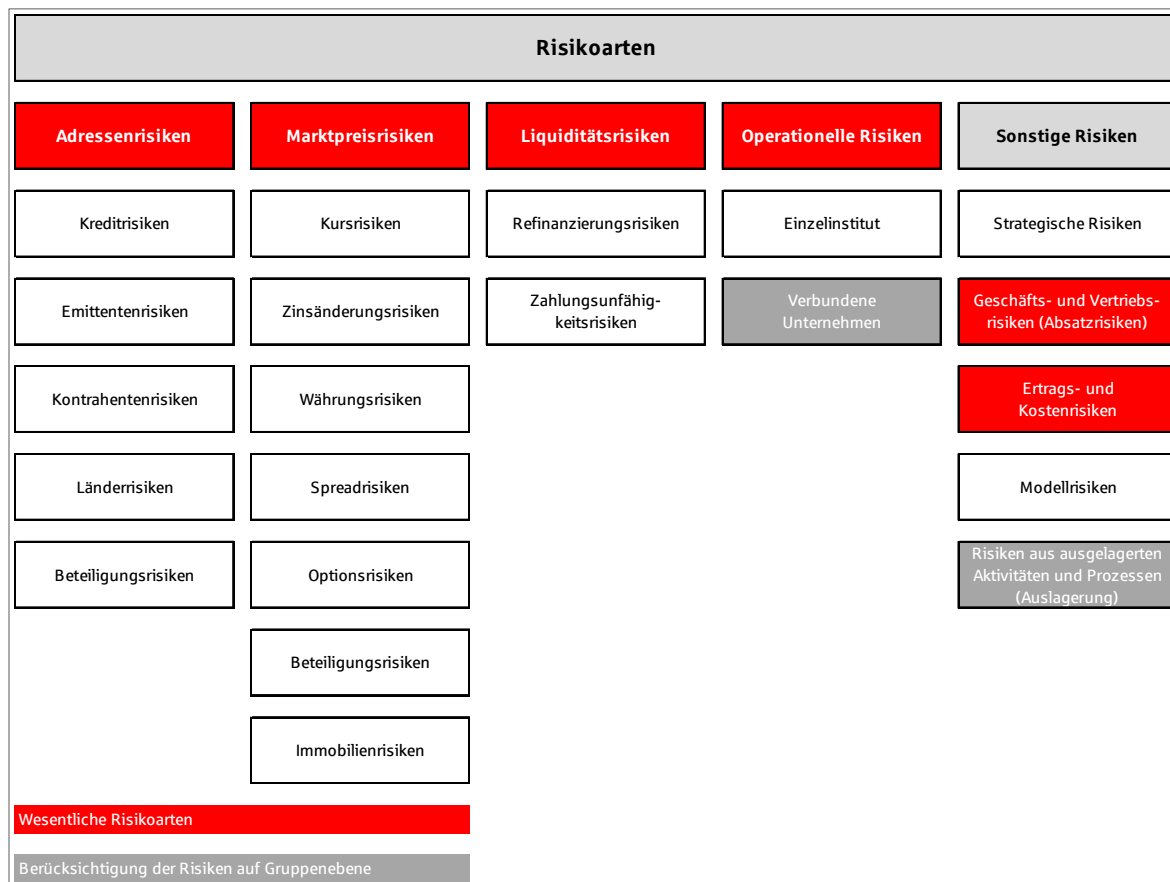 Risikoarten
Adressenrisiken
Marktpreisrisiken
Liquiditätsrisiken
Operationelle Risiken
Sonstige Risiken
Kreditrisiken
Kursrisiken
Refinanzierungsrisiken
Einzelinstitut
Strategische Risiken
Emittentenrisiken
Zinsänderungsrisiken
Zahlungsunfähig-
keitsrisiken
Verbundene
Unternehmen
Geschäfts- und Vertriebs-
risiken (Absatzrisiken)
Kontrahentenrisiken
Währungsrisiken
Ertrags- und
Kostenrisiken
Länderrisiken
Spreadrisiken
Modellrisiken
Beteiligungsrisiken
Optionsrisiken
Risiken aus ausgelagerten
Aktivitäten und Prozessen
(Auslagerung)
Beteiligungsrisiken
Immobilienrisiken
Wesentliche Risikoarten
Berücksichtigung der Risiken auf Gruppenebene